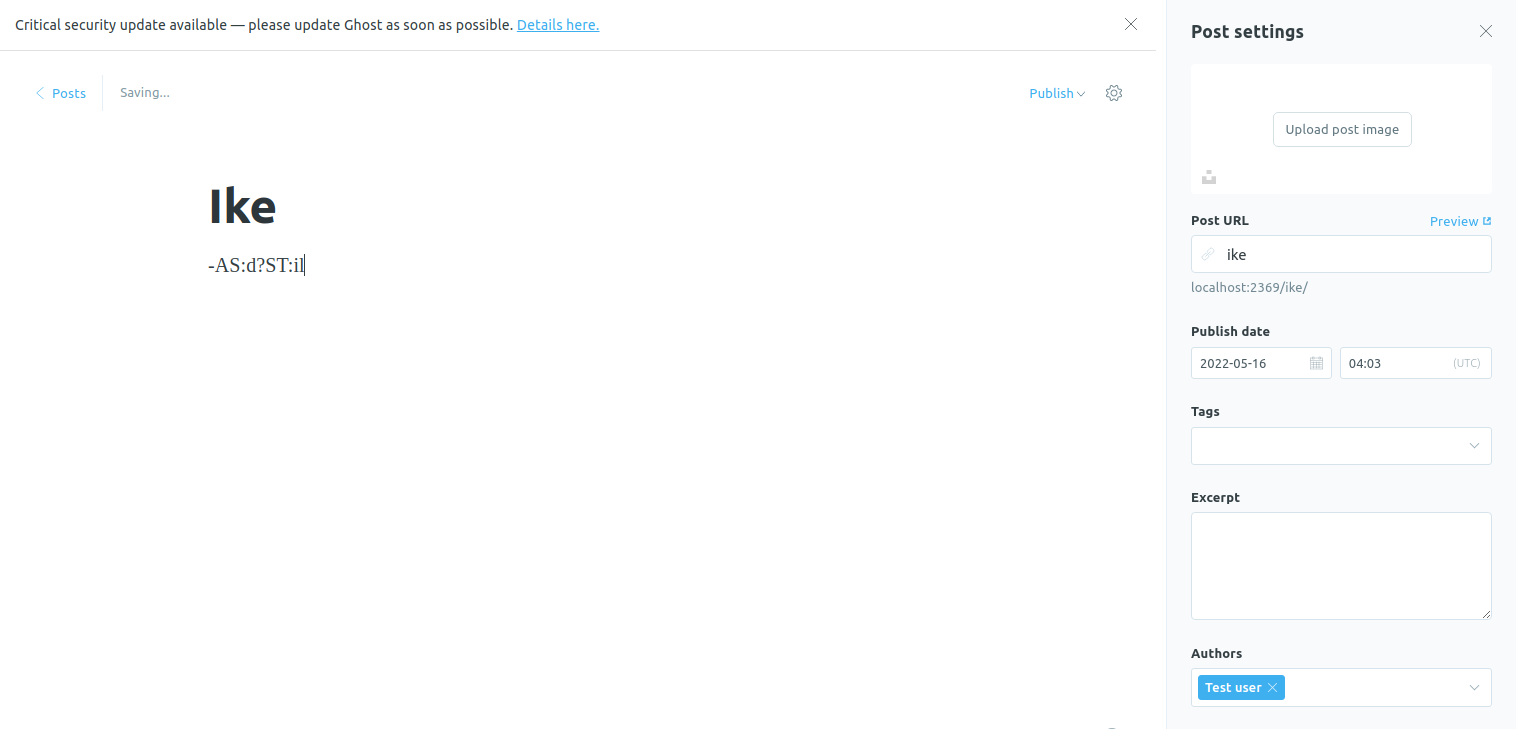 Critical security update available — please update Ghost as soon as possible. Details here.
Posts
Saving...
Publish
Ike
-AS:d?ST:il
Post settings
Upload post image
Post URL
Preview
ike
localhost:2369/ike/
Publish date
2022-05-16
04:03
(UTC)
Tags
Excerpt
Authors
Test user